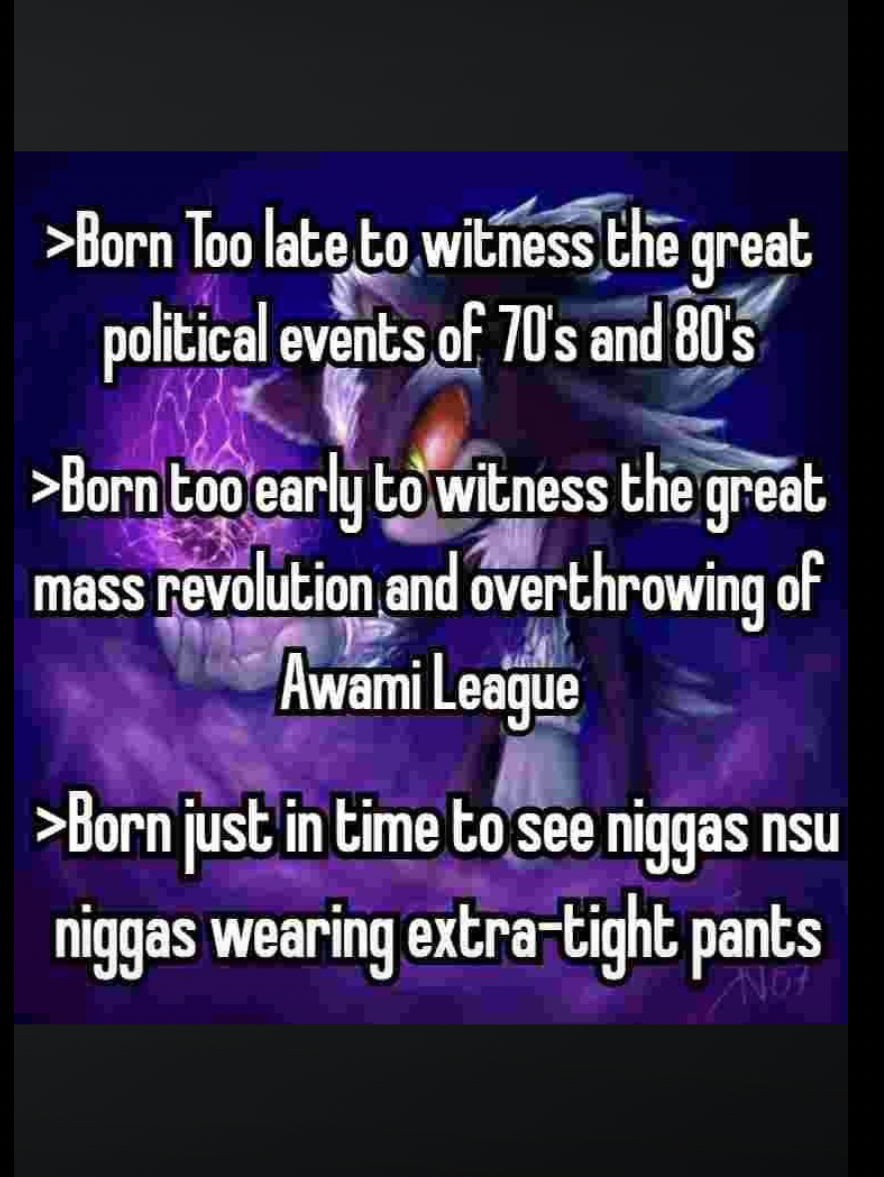 >Born Too late to witness the great
political events of 70's and 80's
>Born too early to witness the great
mass revolution and overthrowing of
Awami League
>Born just in time to see niggas nsu
niggas wearing extra-tight pants